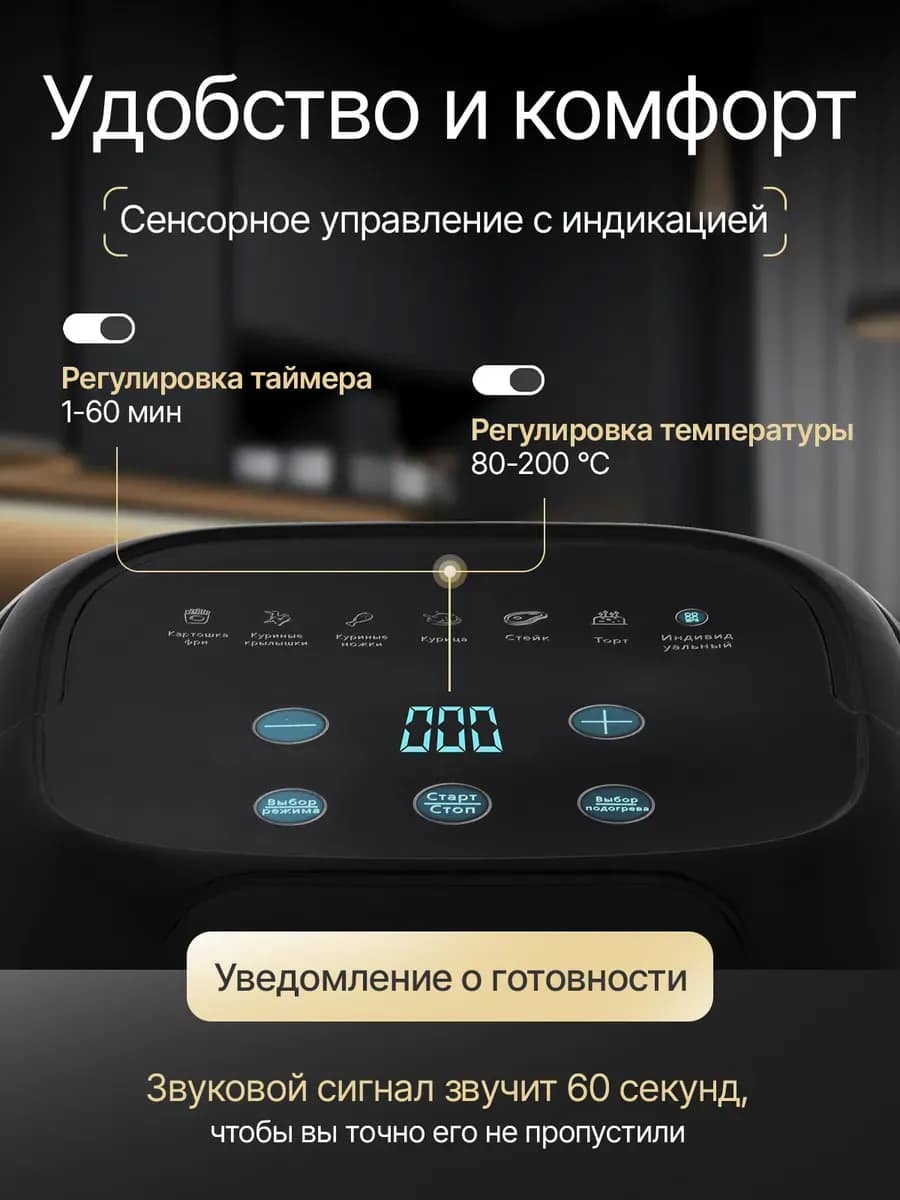 Удобство и комфорт
Сенсорное управление с индикацией
Регулировка таймера
1-60 мин
Регулировка температуры
80-200 °C
Картошка
фри
Куриные
крылышки
Куриные
ножки
Курица
Стейк
Торт
Индивид
уальный
000
Выбор
режима
Старт
Стоп
Выбор
подогрева
Уведомление о готовности
Звуковой сигнал звучит 60 секунд,
чтобы вы точно его не пропустили